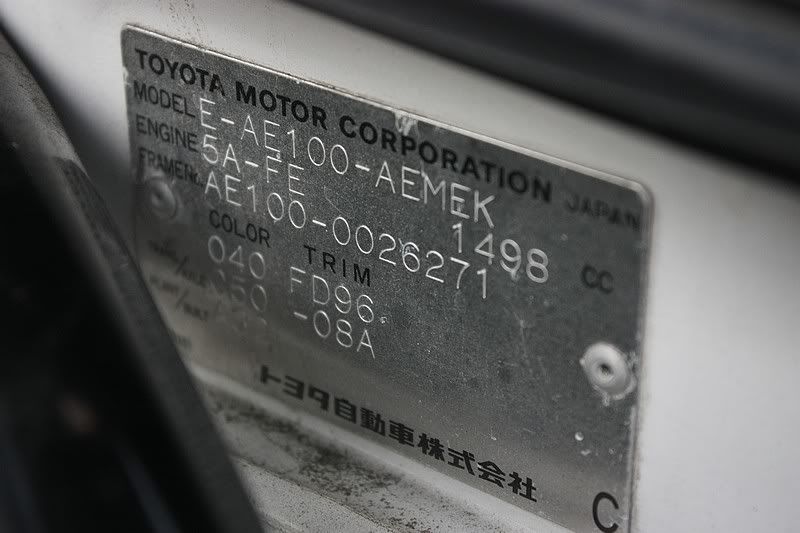 TOYOTA MOTOR CORPORATION JAPAN
MODEL E-AE100-AEMEK
ENGINE 5A-FE 1498 CC
FRAME No. AE100-0026271
COLOR TRIM
040 FD96
-08A
トヨタ自動車株式会社
C